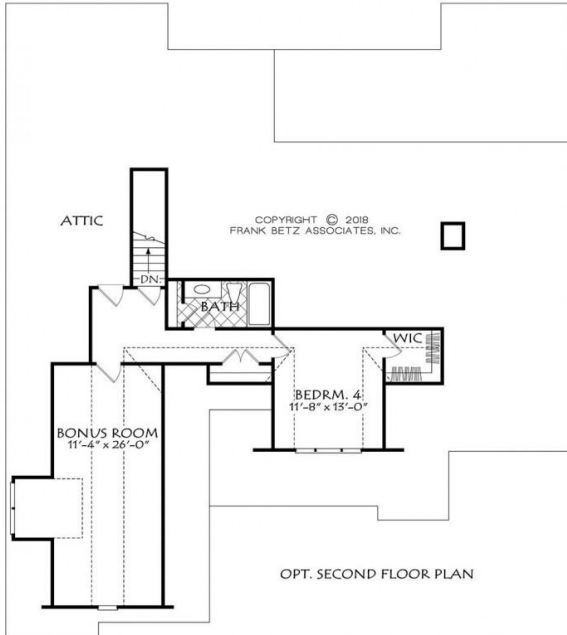 ATTIC
COPYRIGHT © 2018
FRANK BETZ ASSOCIATES, INC.
DN.
BATH
WIC
BEDRM. 4
11'-8" x 13'-0"
BONUS ROOM
11'-4" x 26'-0"
OPT. SECOND FLOOR PLAN